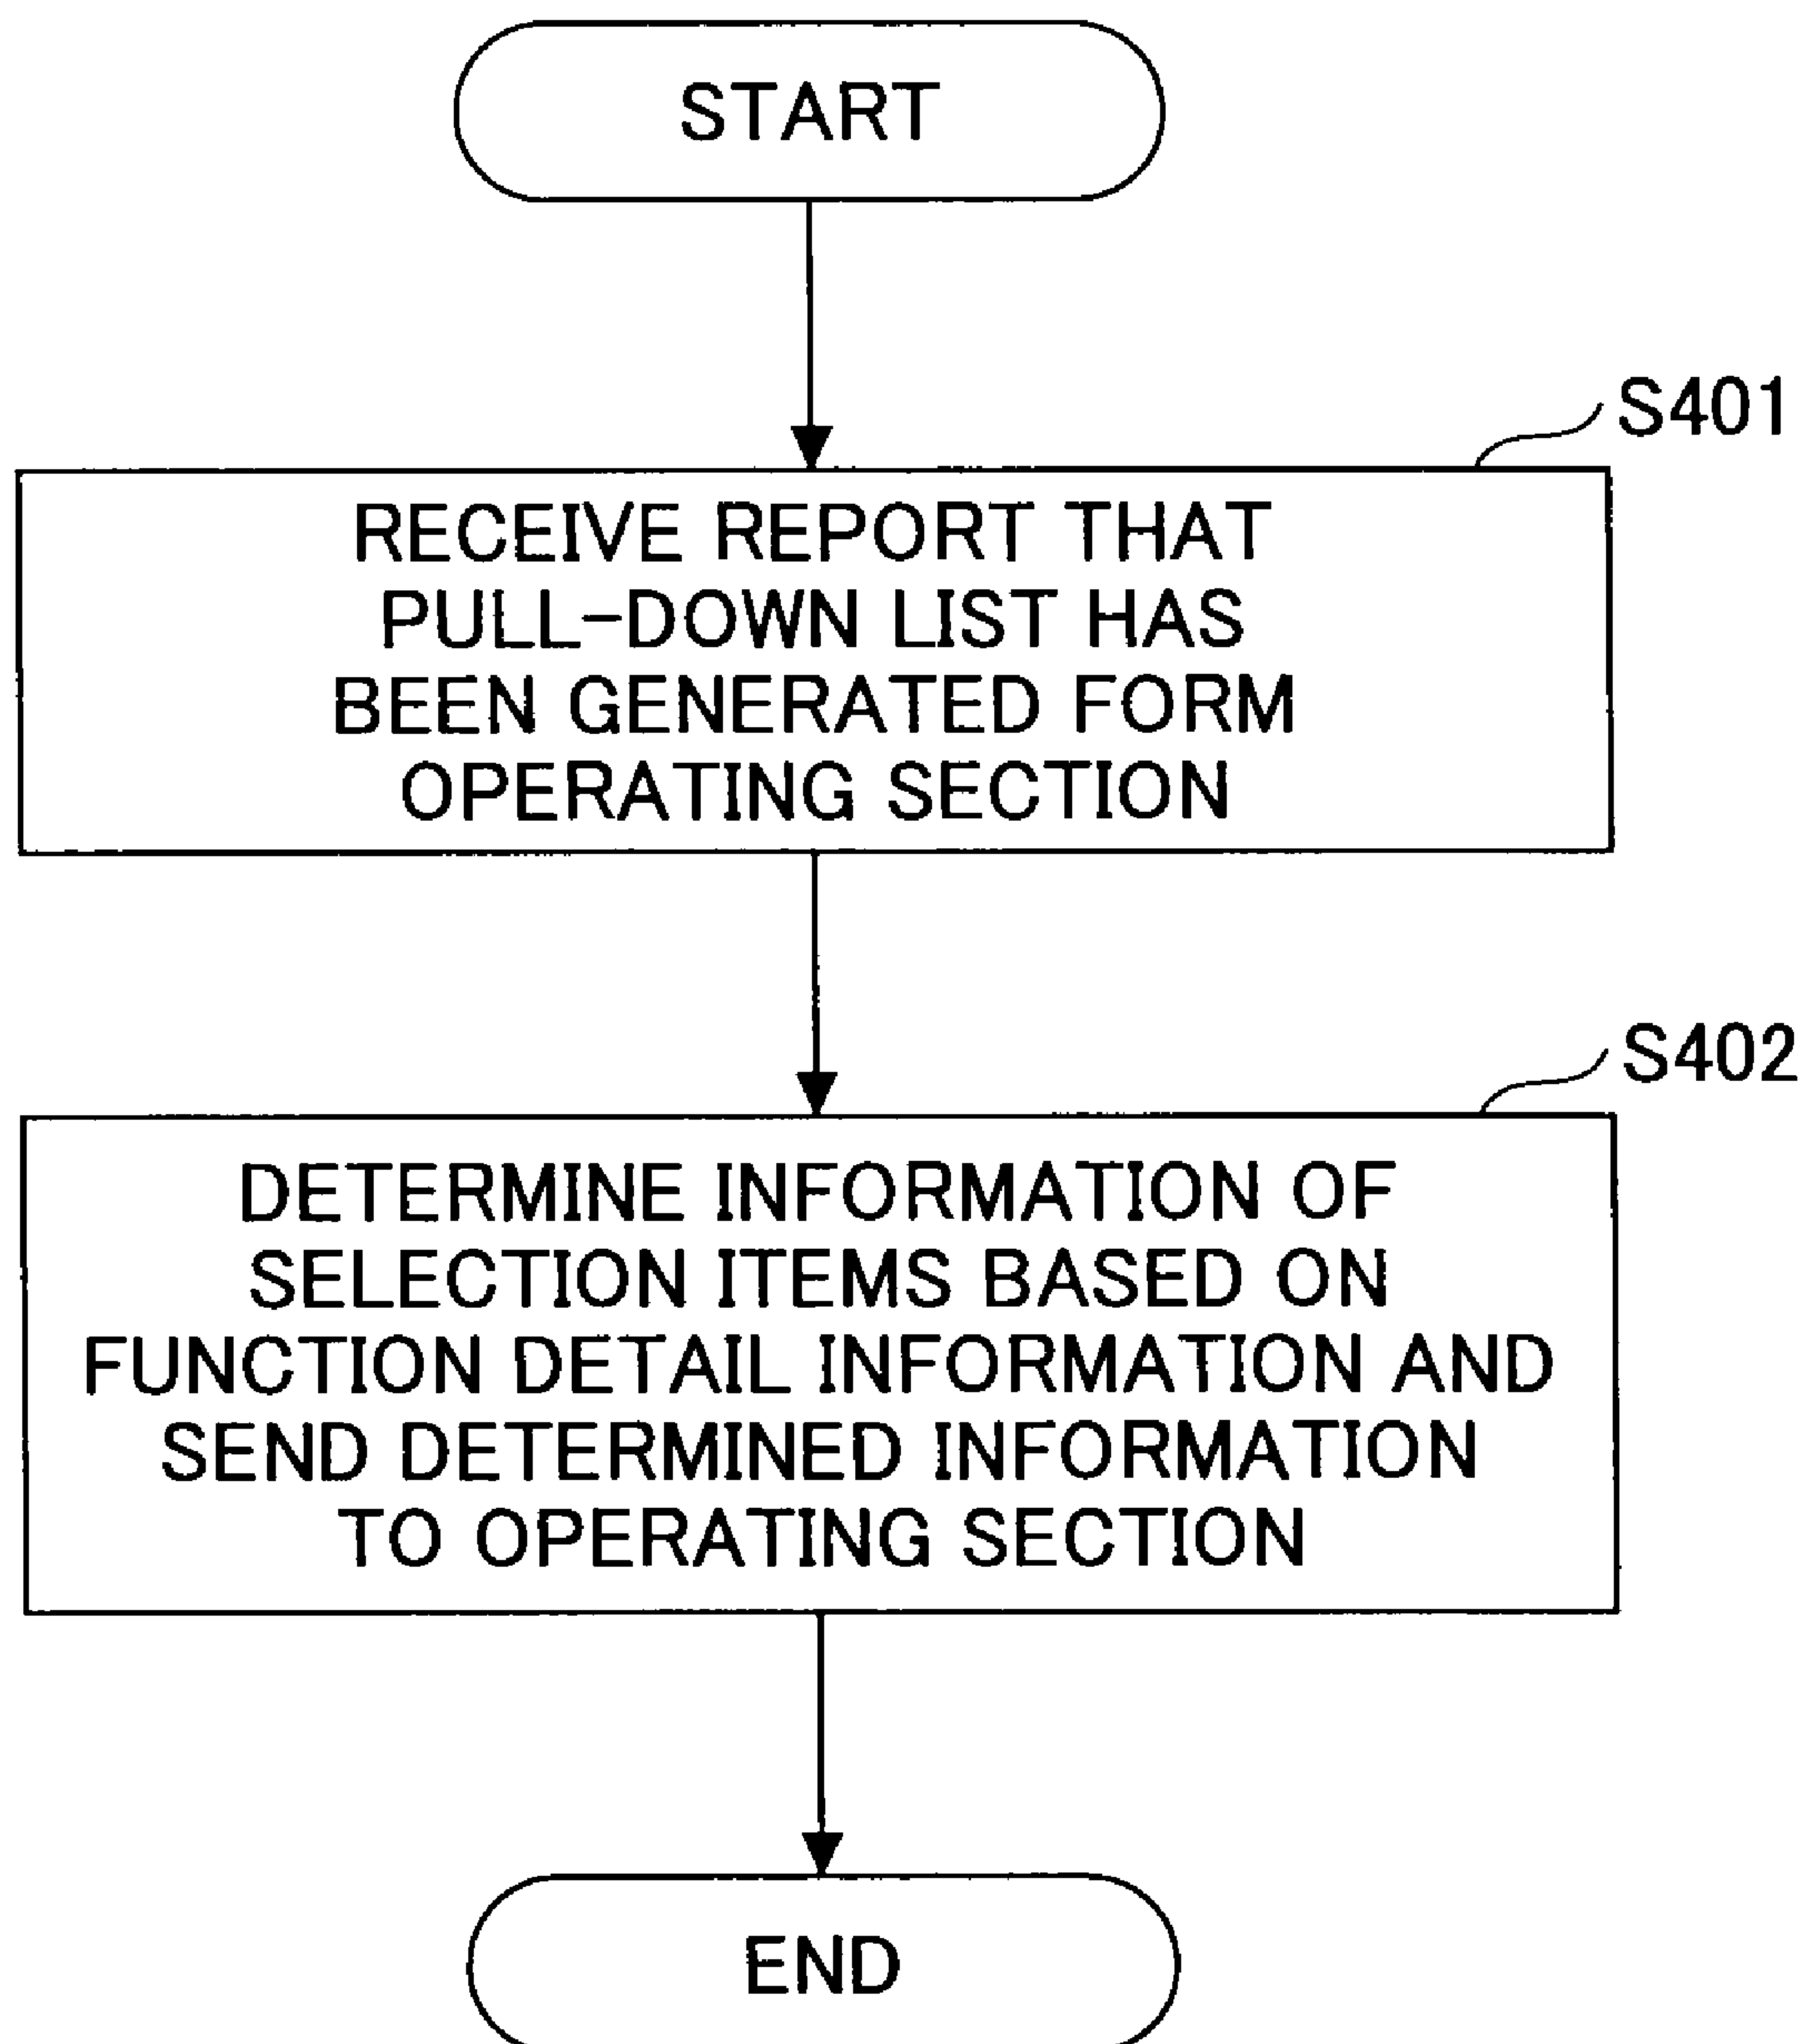 START
S401
RECEIVE REPORT THAT
PULL-DOWN LIST HAS
BEEN GENERATED FORM
OPERATING SECTION
S402
DETERMINE INFORMATION OF
SELECTION ITEMS BASED ON
FUNCTION DETAIL INFORMATION AND
SEND DETERMINED INFORMATION
TO OPERATING SECTION
END